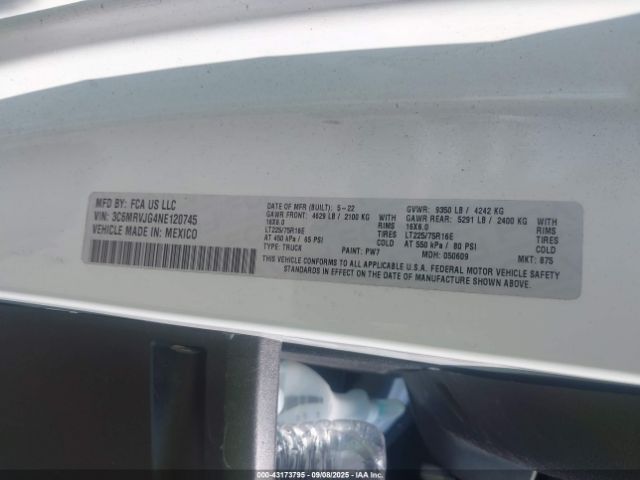 MFD BY: FCA US LLC
VIN: 3C6MRVJG4NE120745
VEHICLE MADE IN: MEXICO
DATE OF MFR (BUILT): 5-22
GAWR FRONT: 4629 LB / 2100 KG WITH
16X6.0 RIMS
LT225/75R16E TIRES
AT 450 kPa / 65 PSI COLD
TYPE: TRUCK PAINT: PW7
GVWR: 9350 LB / 4242 KG
GAWR REAR: 5291 LB / 2400 KG WITH
16X6.0 RIMS
LT225/75R16E TIRES
AT 550 kPa / 80 PSI COLD
MDH: 050609 MKT: 875
THIS VEHICLE CONFORMS TO ALL APPLICABLE U.S.A. FEDERAL MOTOR VEHICLE SAFETY
STANDARDS IN EFFECT ON THE DATE OF MANUFACTURE SHOWN ABOVE.
000-43173795 - 09/08/2025 - IAAI.COM